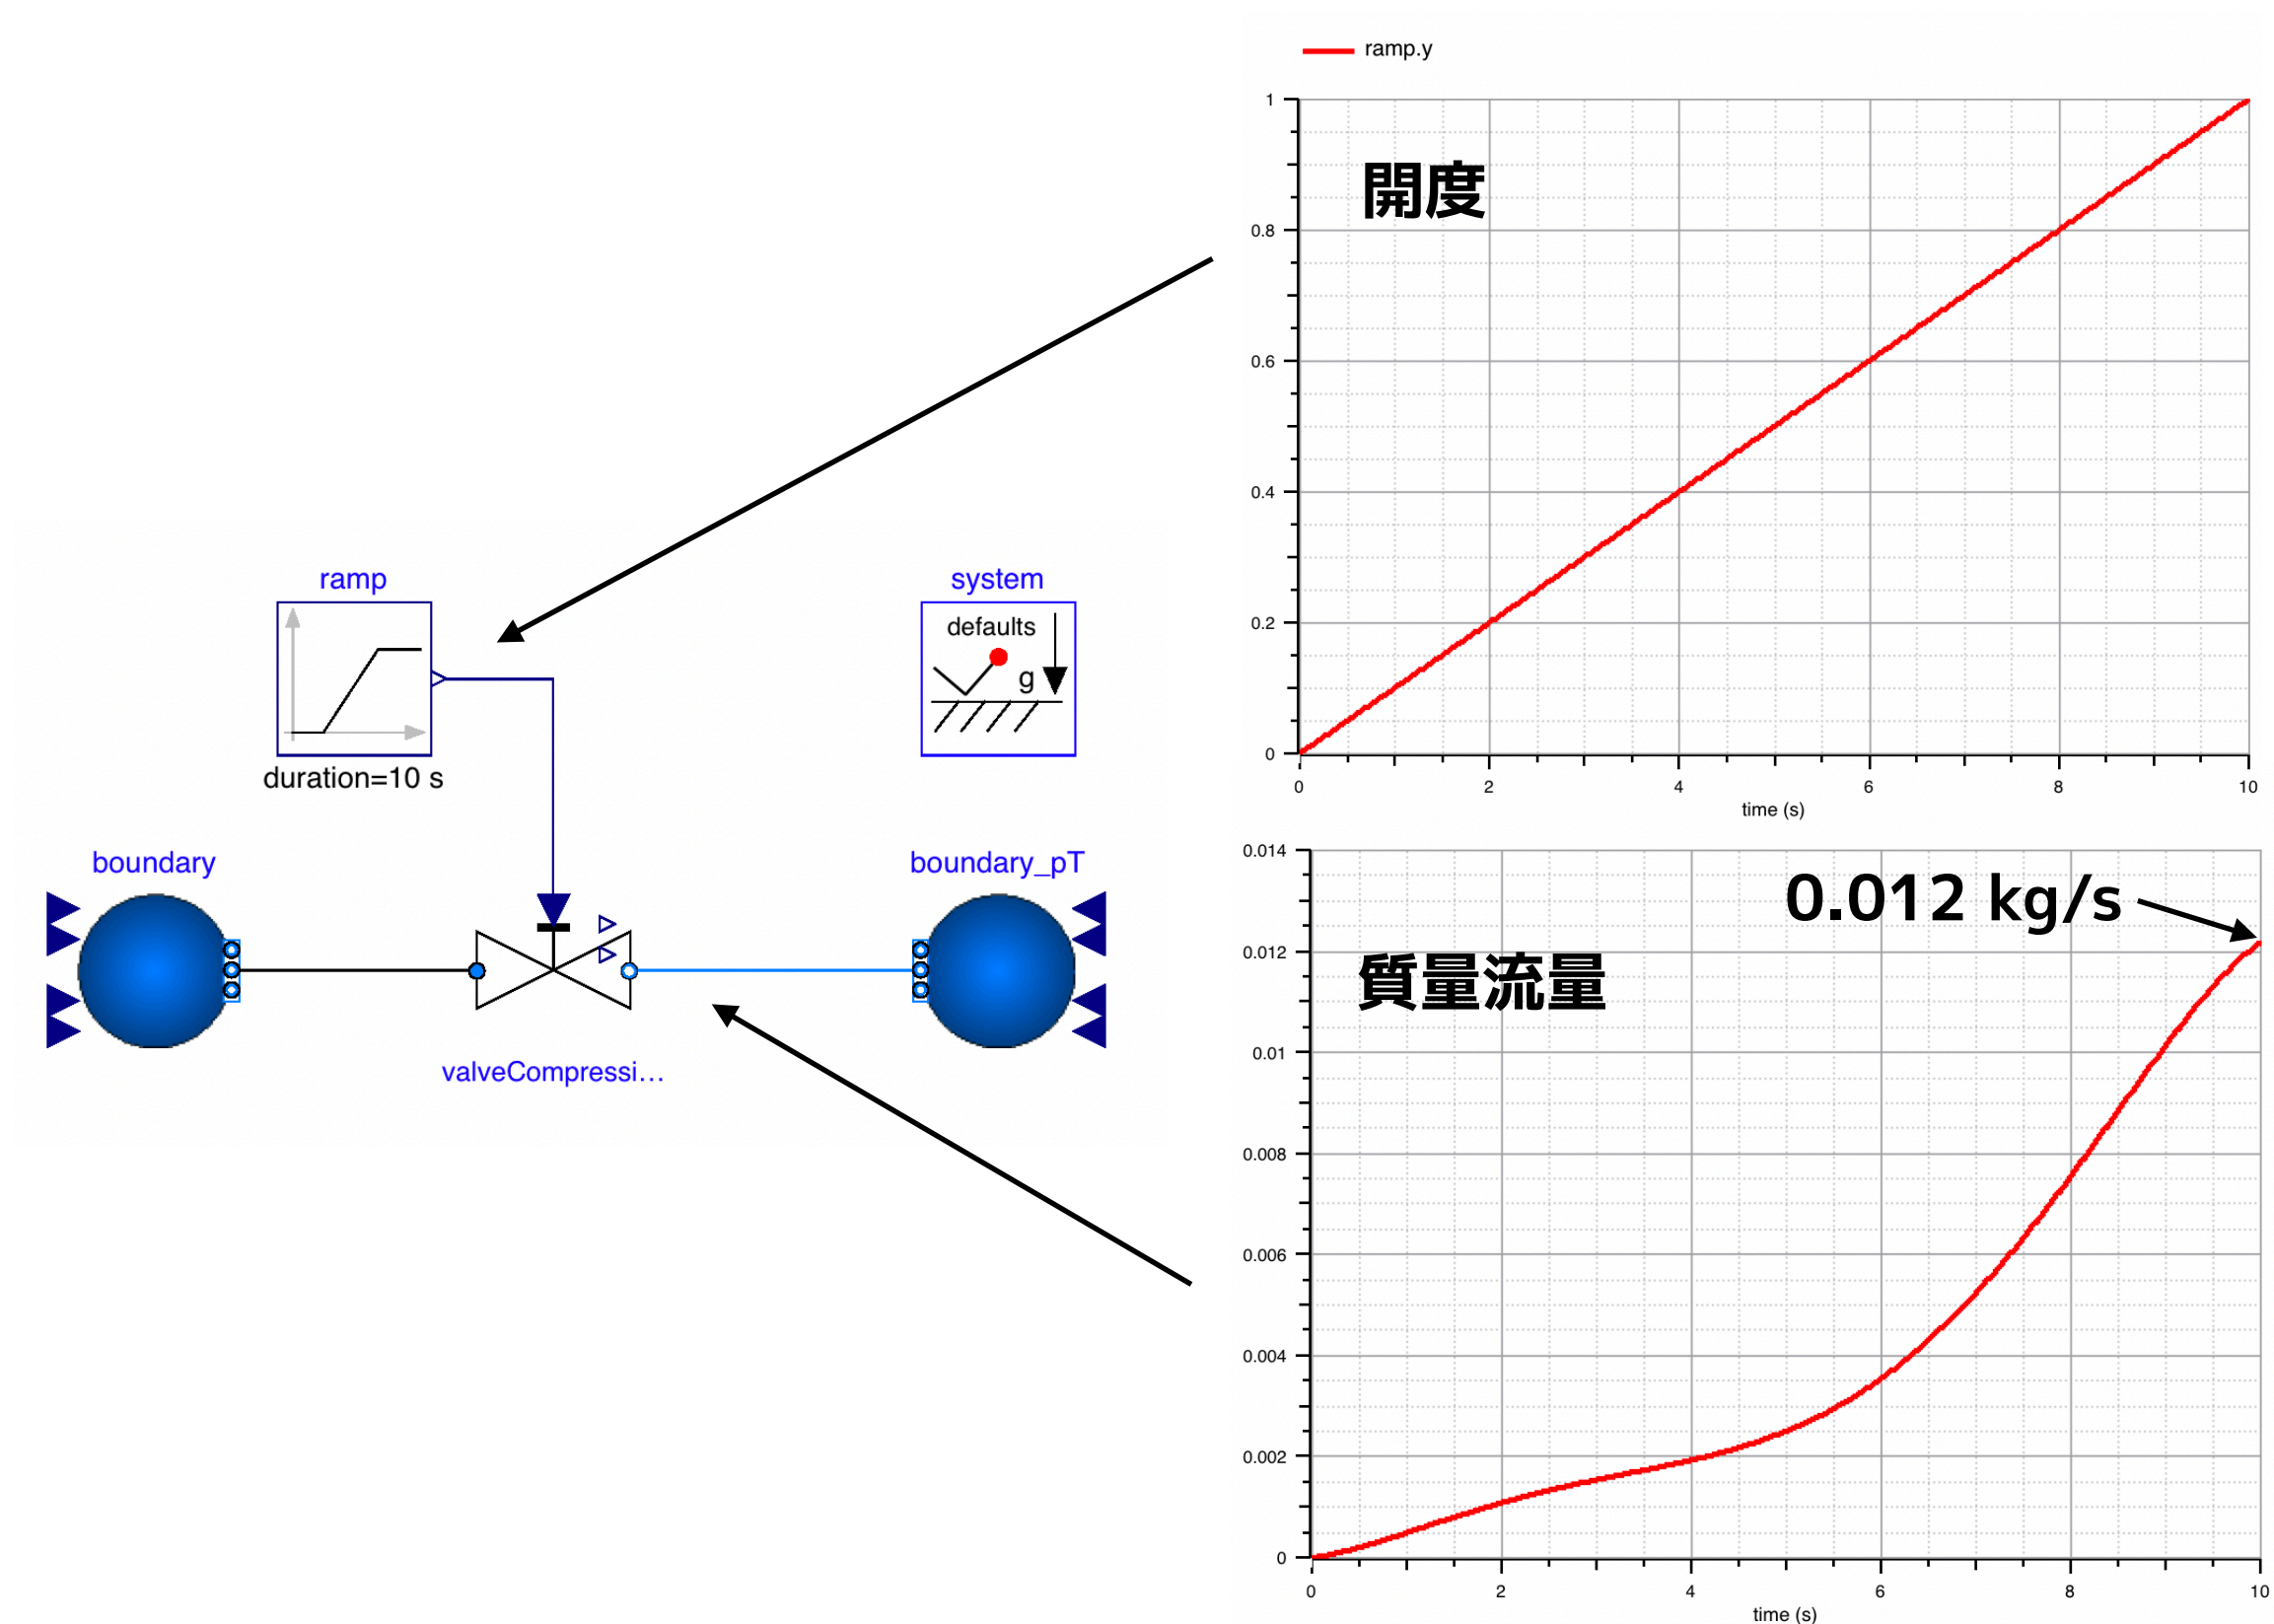 ramp.y
1
開度
0.8
0.6
0.4
0.2
0
0 2 4 6 8 10
time (s)
ramp
duration=10 s
system
defaults
g
boundary
boundary_pT
valveCompressi...
0.014
0.012 kg/s
0.012
質量流量
0.01
0.008
0.006
0.004
0.002
0
0 2 4 6 8 10
time (s)